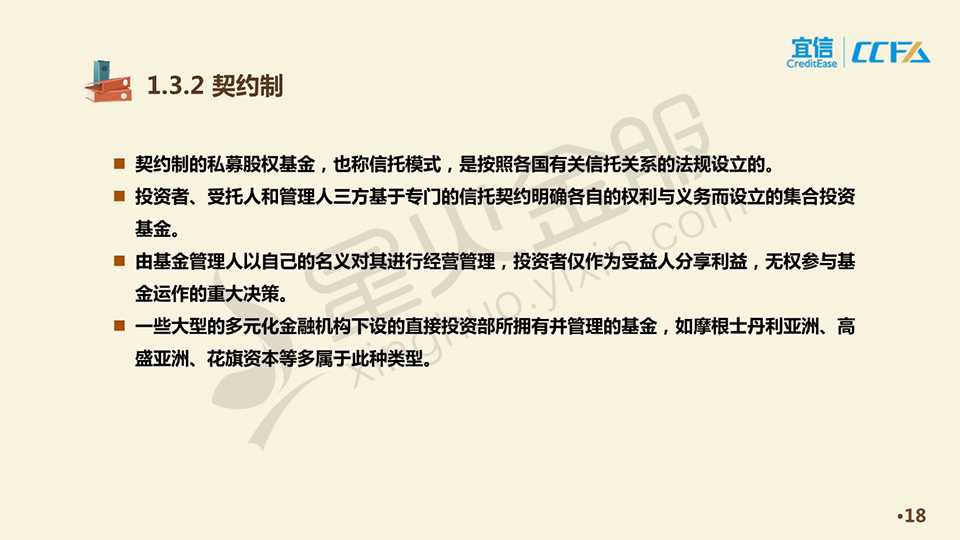 宜信
CreditEase
CCFA
1.3.2 契约制
■ 契约制的私募股权基金，也称信托模式，是按照各国有关信托关系的法规设立的。
■ 投资者、受托人和管理人三方基于专门的信托契约明确各自的权利与义务而设立的集合投资
基金。
■ 由基金管理人以自己的名义对其进行经营管理，投资者仅作为受益人分享利益，无权参与基
金运作的重大决策。
■ 一些大型的多元化金融机构下设的直接投资部所拥有并管理的基金，如摩根士丹利亚洲、高
盛亚洲、花旗资本等多属于此种类型。
星火金服
xinghuo.yixin.com
•18